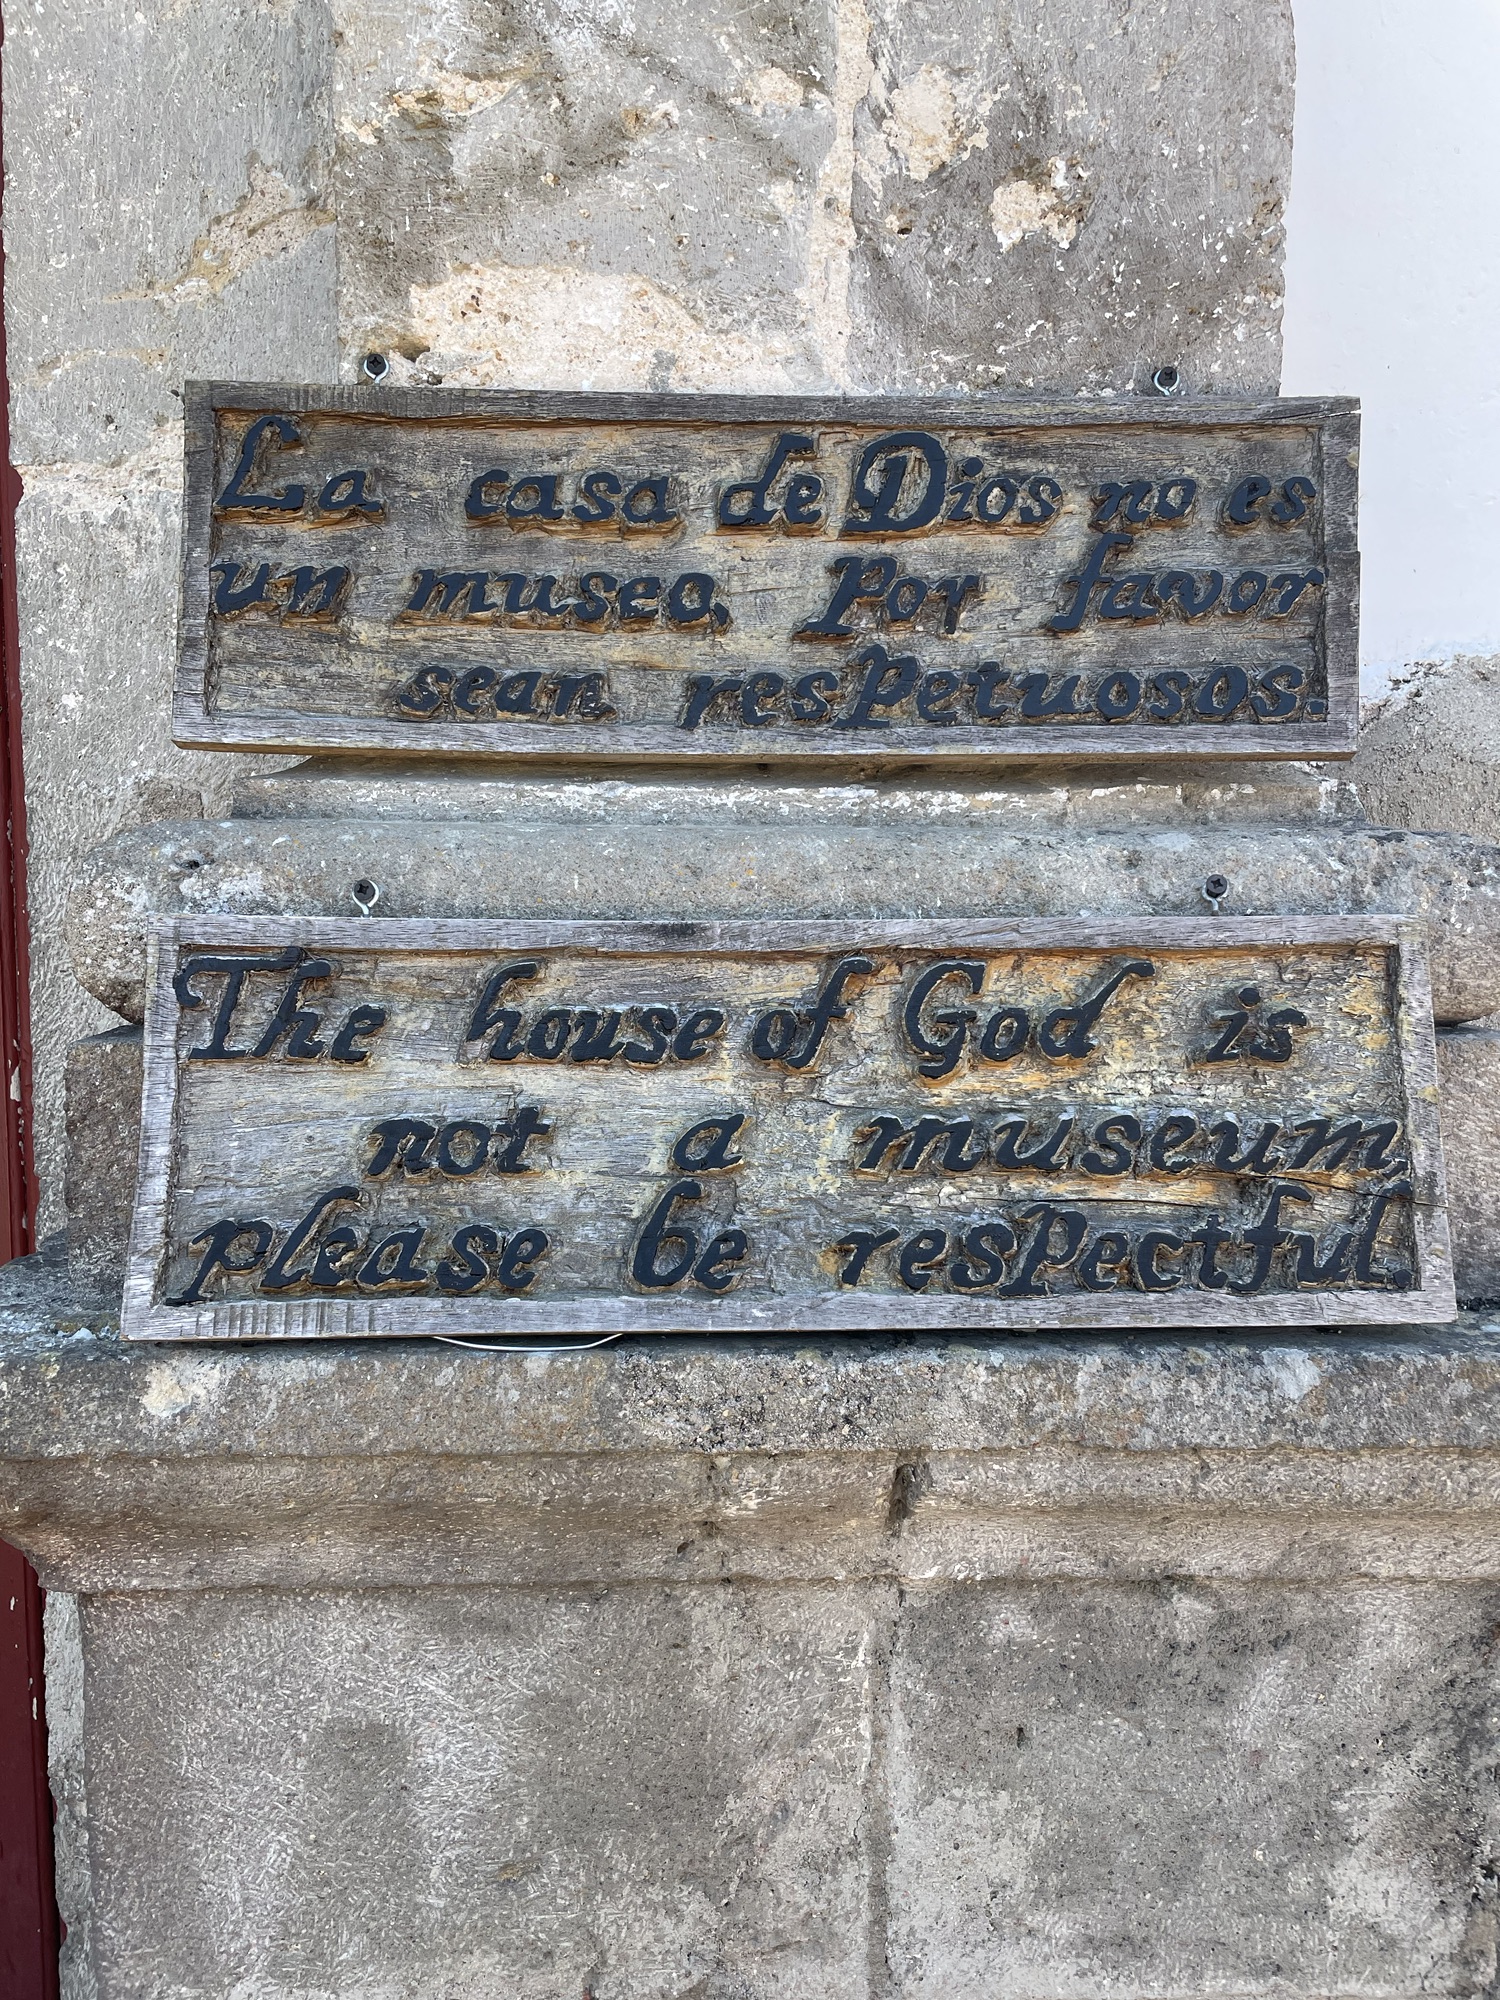 La casa de Dios no es
un museo, Por favor
sean respetuosos.
The house of God is
not a museum,
please be respectful.